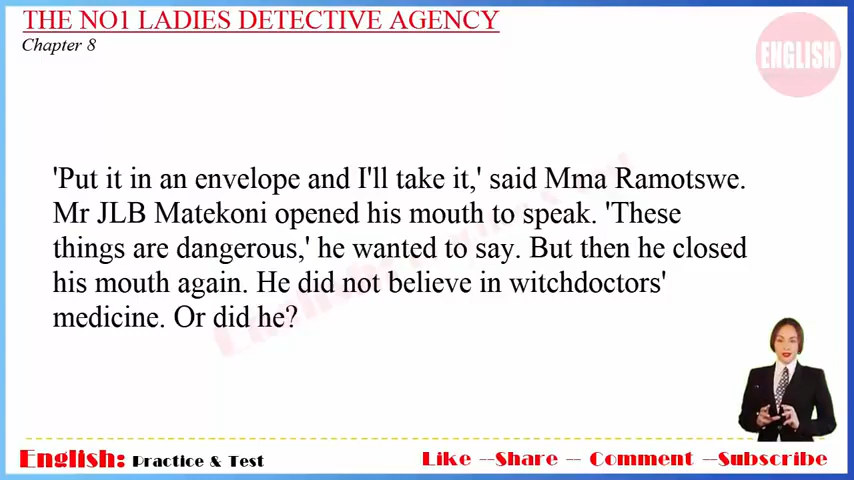 THE NO1 LADIES DETECTIVE AGENCY
Chapter 8
ENGLISH
'Put it in an envelope and I'll take it,' said Mma Ramotswe.
Mr JLB Matekoni opened his mouth to speak. 'These
things are dangerous,' he wanted to say. But then he closed
his mouth again. He did not believe in witchdoctors'
medicine. Or did he?
English: Practice & Test
Like --Share -- Comment --Subscribe